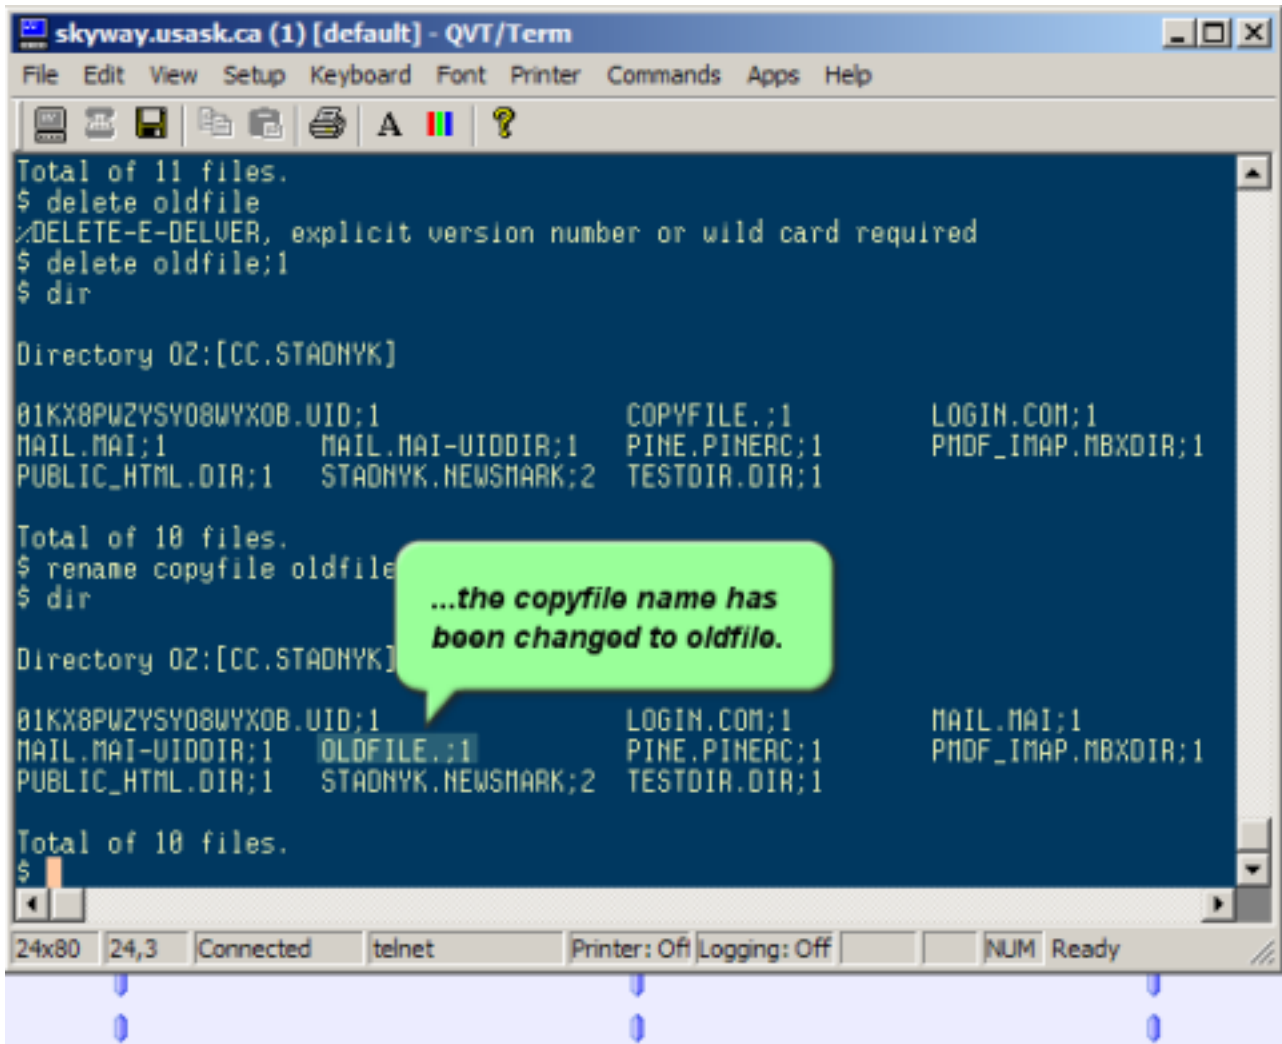 skyway.usask.ca (1) [default] - QVT/Term
File Edit View Setup Keyboard Font Printer Commands Apps Help
Total of 11 files.
$ delete oldfile
%DELETE-E-DELVER, explicit version number or wild card required
$ delete oldfile;1
$ dir
Directory OZ:[CC.STADNYK]
01KX8PWZYSYO8WYXOB.UID;1 COPYFILE.;1 LOGIN.COM;1
MAIL.MAI;1 MAIL.MAI-UIDDIR;1 PINE.PINERC;1 PMDF_IMAP.MBXDIR;1
PUBLIC_HTML.DIR;1 STADNYK.NEWSMARK;2 TESTDIR.DIR;1
Total of 10 files.
$ rename copyfile oldfile
$ dir
...the copyfile name has
been changed to oldfile.
Directory OZ:[CC.STADNYK]
01KX8PWZYSYO8WYXOB.UID;1 LOGIN.COM;1 MAIL.MAI;1
MAIL.MAI-UIDDIR;1 OLDFILE.;1 PINE.PINERC;1 PMDF_IMAP.MBXDIR;1
PUBLIC_HTML.DIR;1 STADNYK.NEWSMARK;2 TESTDIR.DIR;1
Total of 10 files.
$
24x80 24,3 Connected telnet Printer: Off Logging: Off NUM Ready